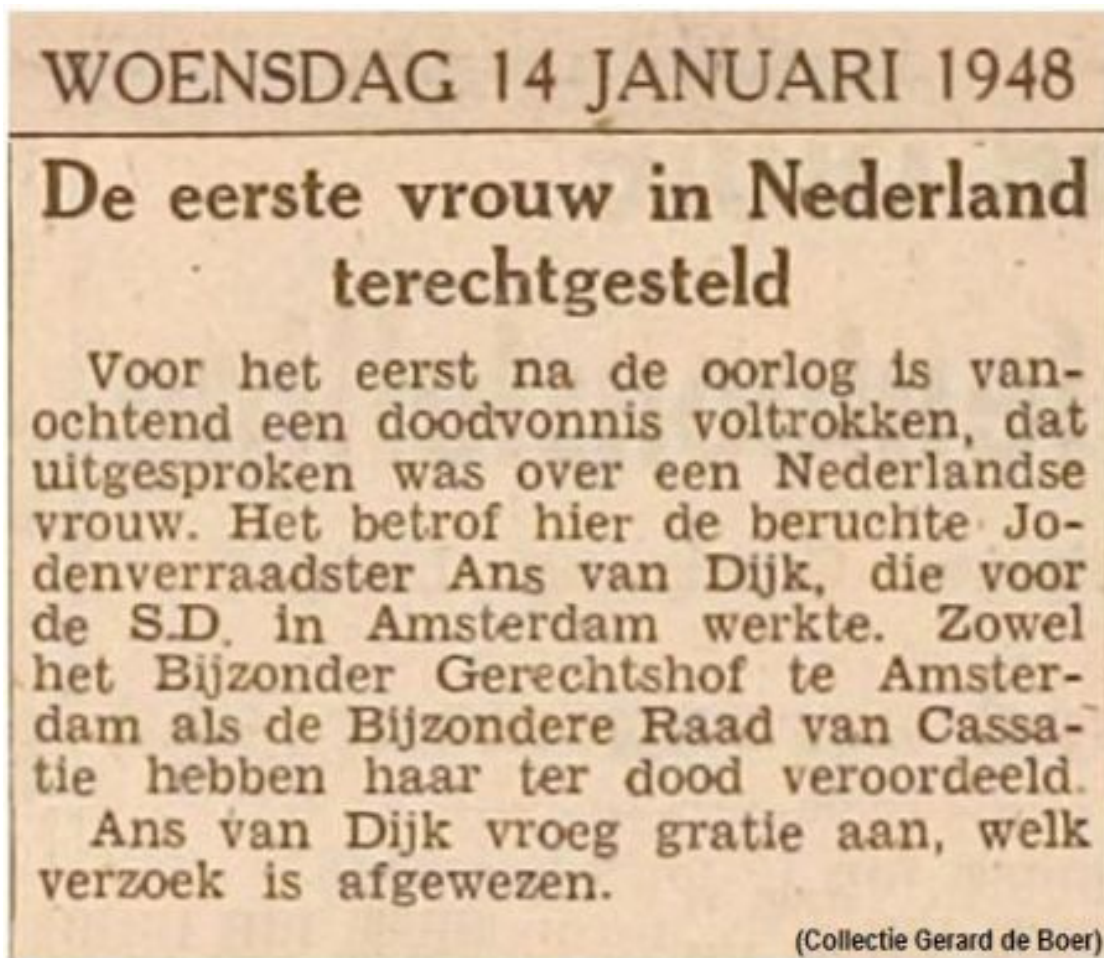 WOENSDAG 14 JANUARI 1948
De eerste vrouw in Nederland
terechtgesteld
Voor het eerst na de oorlog is van-
ochtend een doodvonnis voltrokken, dat
uitgesproken was over een Nederlandse
vrouw. Het betrof hier de beruchte Jo-
denverraadster Ans van Dijk, die voor
de S.D. in Amsterdam werkte. Zowel
het Bijzonder Gerechtshof te Amster-
dam als de Bijzondere Raad van Cassa-
tie hebben haar ter dood veroordeeld.
Ans van Dijk vroeg gratie aan, welk
verzoek is afgewezen.
(Collectie Gerard de Boer)